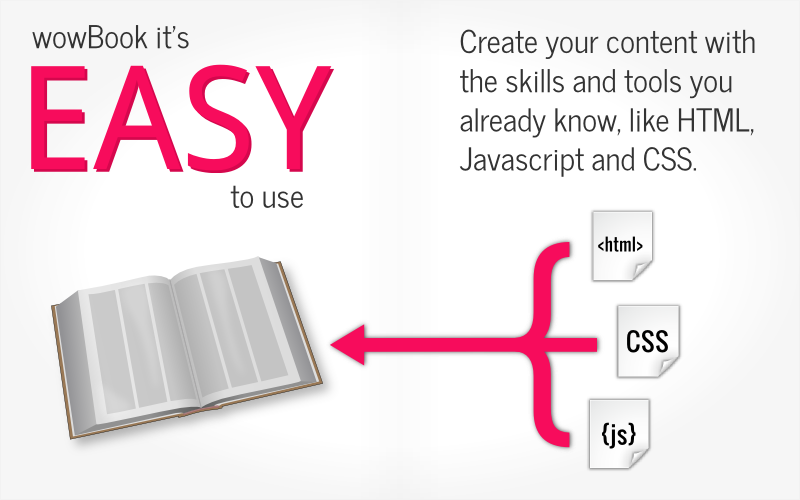 wowBook it's
EASY
to use
Create your content with
the skills and tools you
already know, like HTML,
Javascript and CSS.
<html>
CSS
{js}